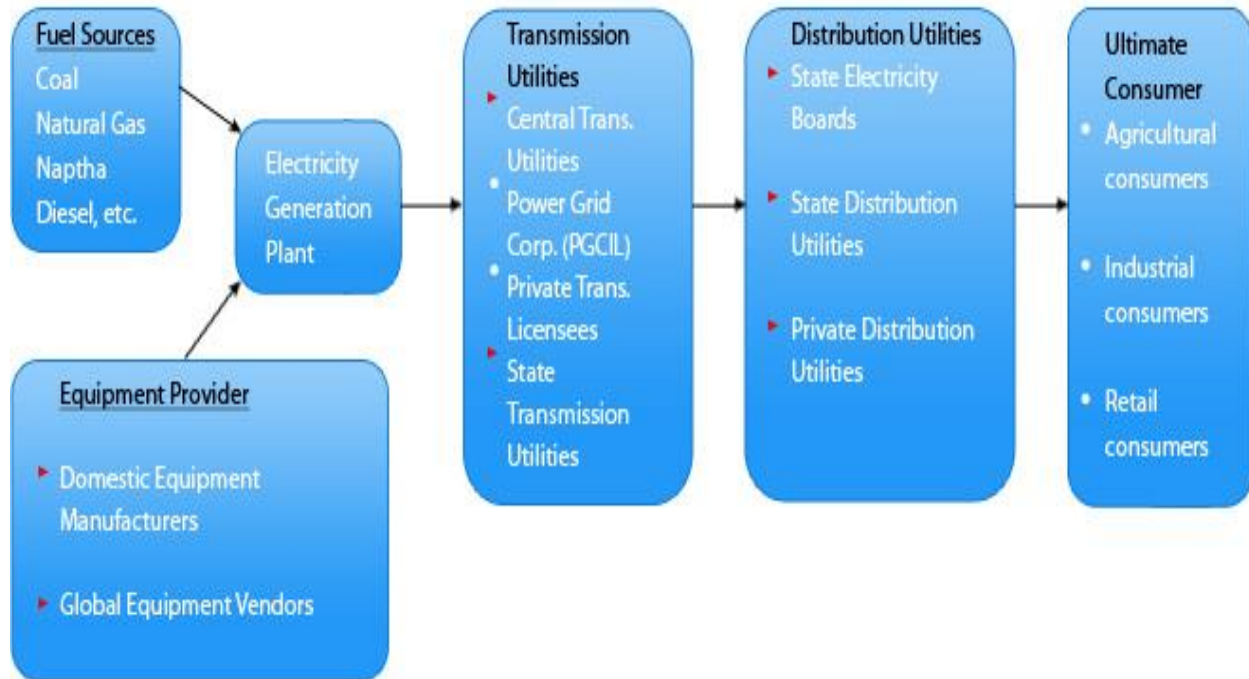 Fuel Sources
Coal
Natural Gas
Naptha
Diesel, etc.
Equipment Provider
Domestic Equipment
Manufacturers
Global Equipment Vendors
Electricity
Generation
Plant
Transmission
Utilities
Central Trans.
Utilities
Power Grid
Corp. (PGCIL)
Private Trans.
Licensees
State
Transmission
Utilities
Distribution Utilities
State Electricity
Boards
State Distribution
Utilities
Private Distribution
Utilities
Ultimate
Consumer
Agricultural
consumers
Industrial
consumers
Retail
consumers